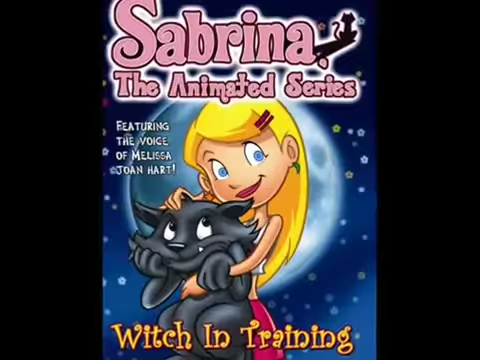 Sabrina.
The Animated Series
FEATURING
THE VOICE
OF MELISSA
JOAN HART!
Witch In Training